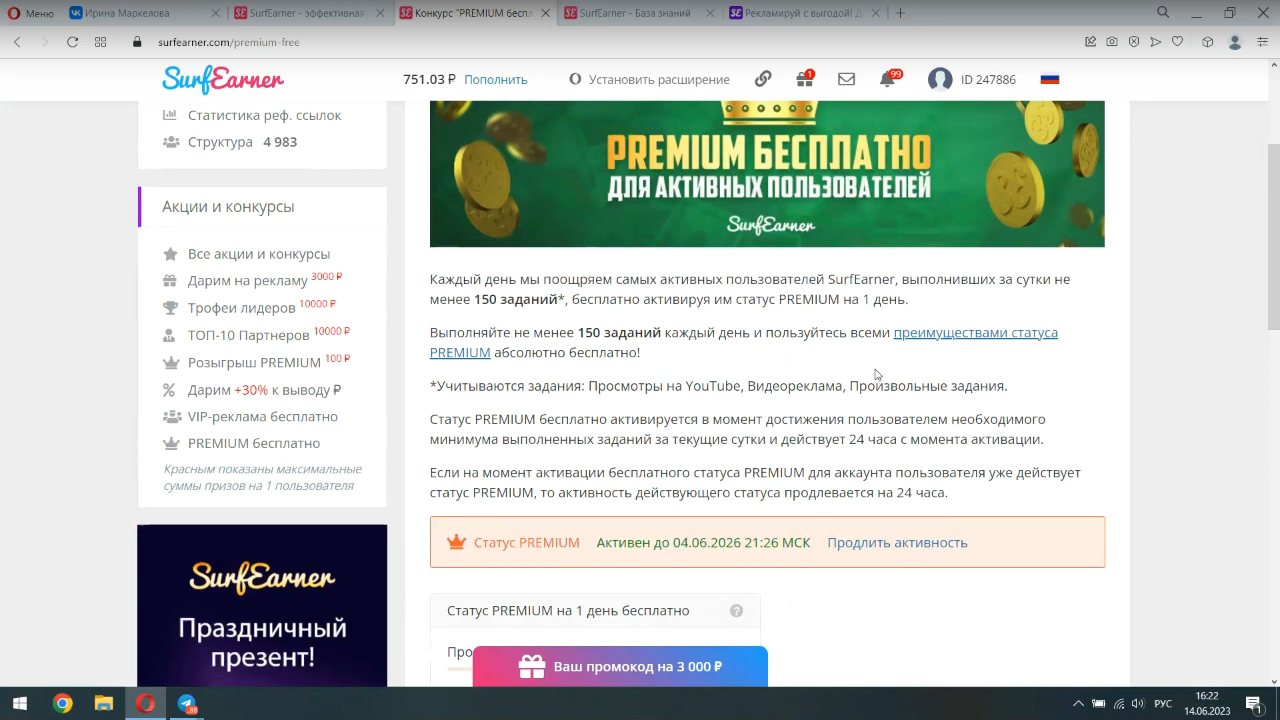 Меню
Ирина Маркелова
SurfEarner - эффективная
Конкурс "PREMIUM беспл
SurfEarner - База знаний
Рекламируй с выгодой! Д
surfearner.com
Конкурс "PREMIUM бесплатно" - SurfEarner
SurfEarner
751.03 ₽ Пополнить
Установить расширение
1
99
ID 247886
Статистика реф. ссылок
Структура 4 983
Акции и конкурсы
Все акции и конкурсы
Дарим на рекламу 3000 ₽
Трофеи лидеров 10000 ₽
ТОП-10 Партнеров 10000 ₽
Розыгрыш PREMIUM 100 ₽
Дарим +30% к выводу ₽
VIP-реклама бесплатно
PREMIUM бесплатно
Красным показаны максимальные
суммы призов на 1 пользователя
SurfEarner
Праздничный
презент!
PREMIUM БЕСПЛАТНО
ДЛЯ АКТИВНЫХ ПОЛЬЗОВАТЕЛЕЙ
SurfEarner
Каждый день мы поощряем самых активных пользователей SurfEarner, выполнивших за сутки не
менее 150 заданий*, бесплатно активируя им статус PREMIUM на 1 день.
Выполняйте не менее 150 заданий каждый день и пользуйтесь всеми преимуществами статуса
PREMIUM абсолютно бесплатно!
*Учитываются задания: Просмотры на YouTube, Видеореклама, Произвольные задания.
Статус PREMIUM бесплатно активируется в момент достижения пользователем необходимого
минимума выполненных заданий за текущие сутки и действует 24 часа с момента активации.
Если на момент активации бесплатного статуса PREMIUM для аккаунта пользователя уже действует
статус PREMIUM, то активность действующего статуса продлевается на 24 часа.
Статус PREMIUM Активен до 04.06.2026 21:26 МСК Продлить активность
Статус PREMIUM на 1 день бесплатно
Про
Ваш промокод на 3 000 ₽
РУС
16:22
14.06.2023
1
88